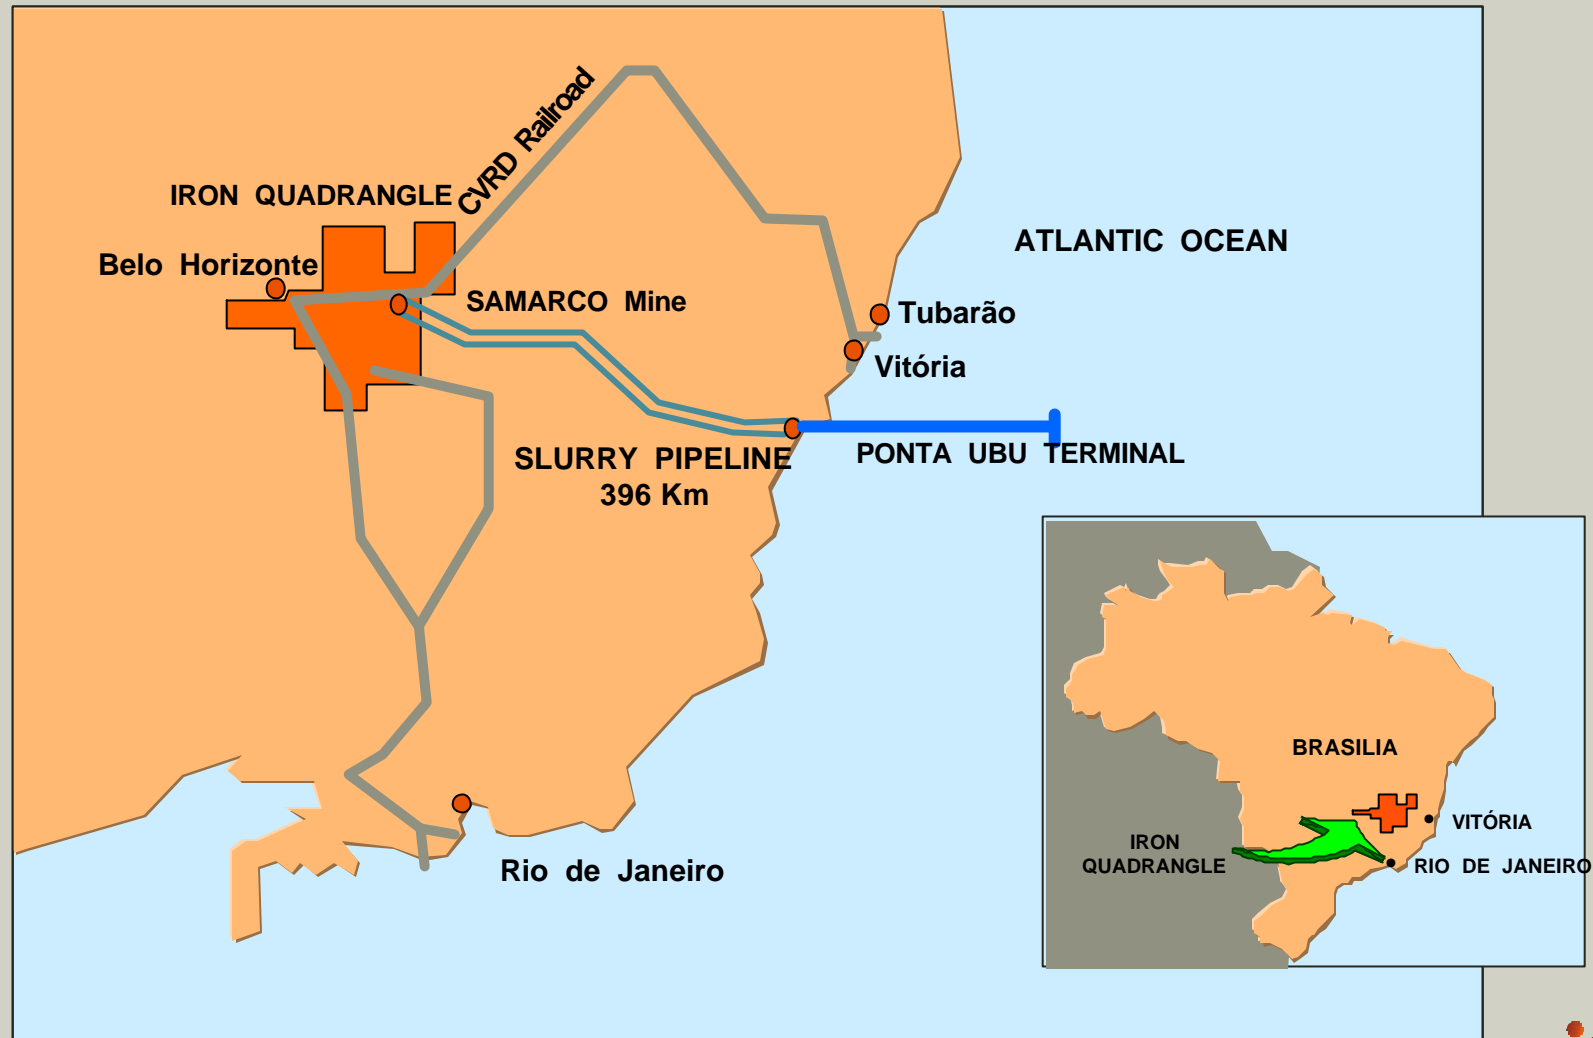 CVRD Railroad
IRON QUADRANGLE
Belo Horizonte
SAMARCO Mine
ATLANTIC OCEAN
Tubarão
Vitória
SLURRY PIPELINE
396 Km
PONTA UBU TERMINAL
Rio de Janeiro
BRASILIA
VITÓRIA
IRON
QUADRANGLE
RIO DE JANEIRO